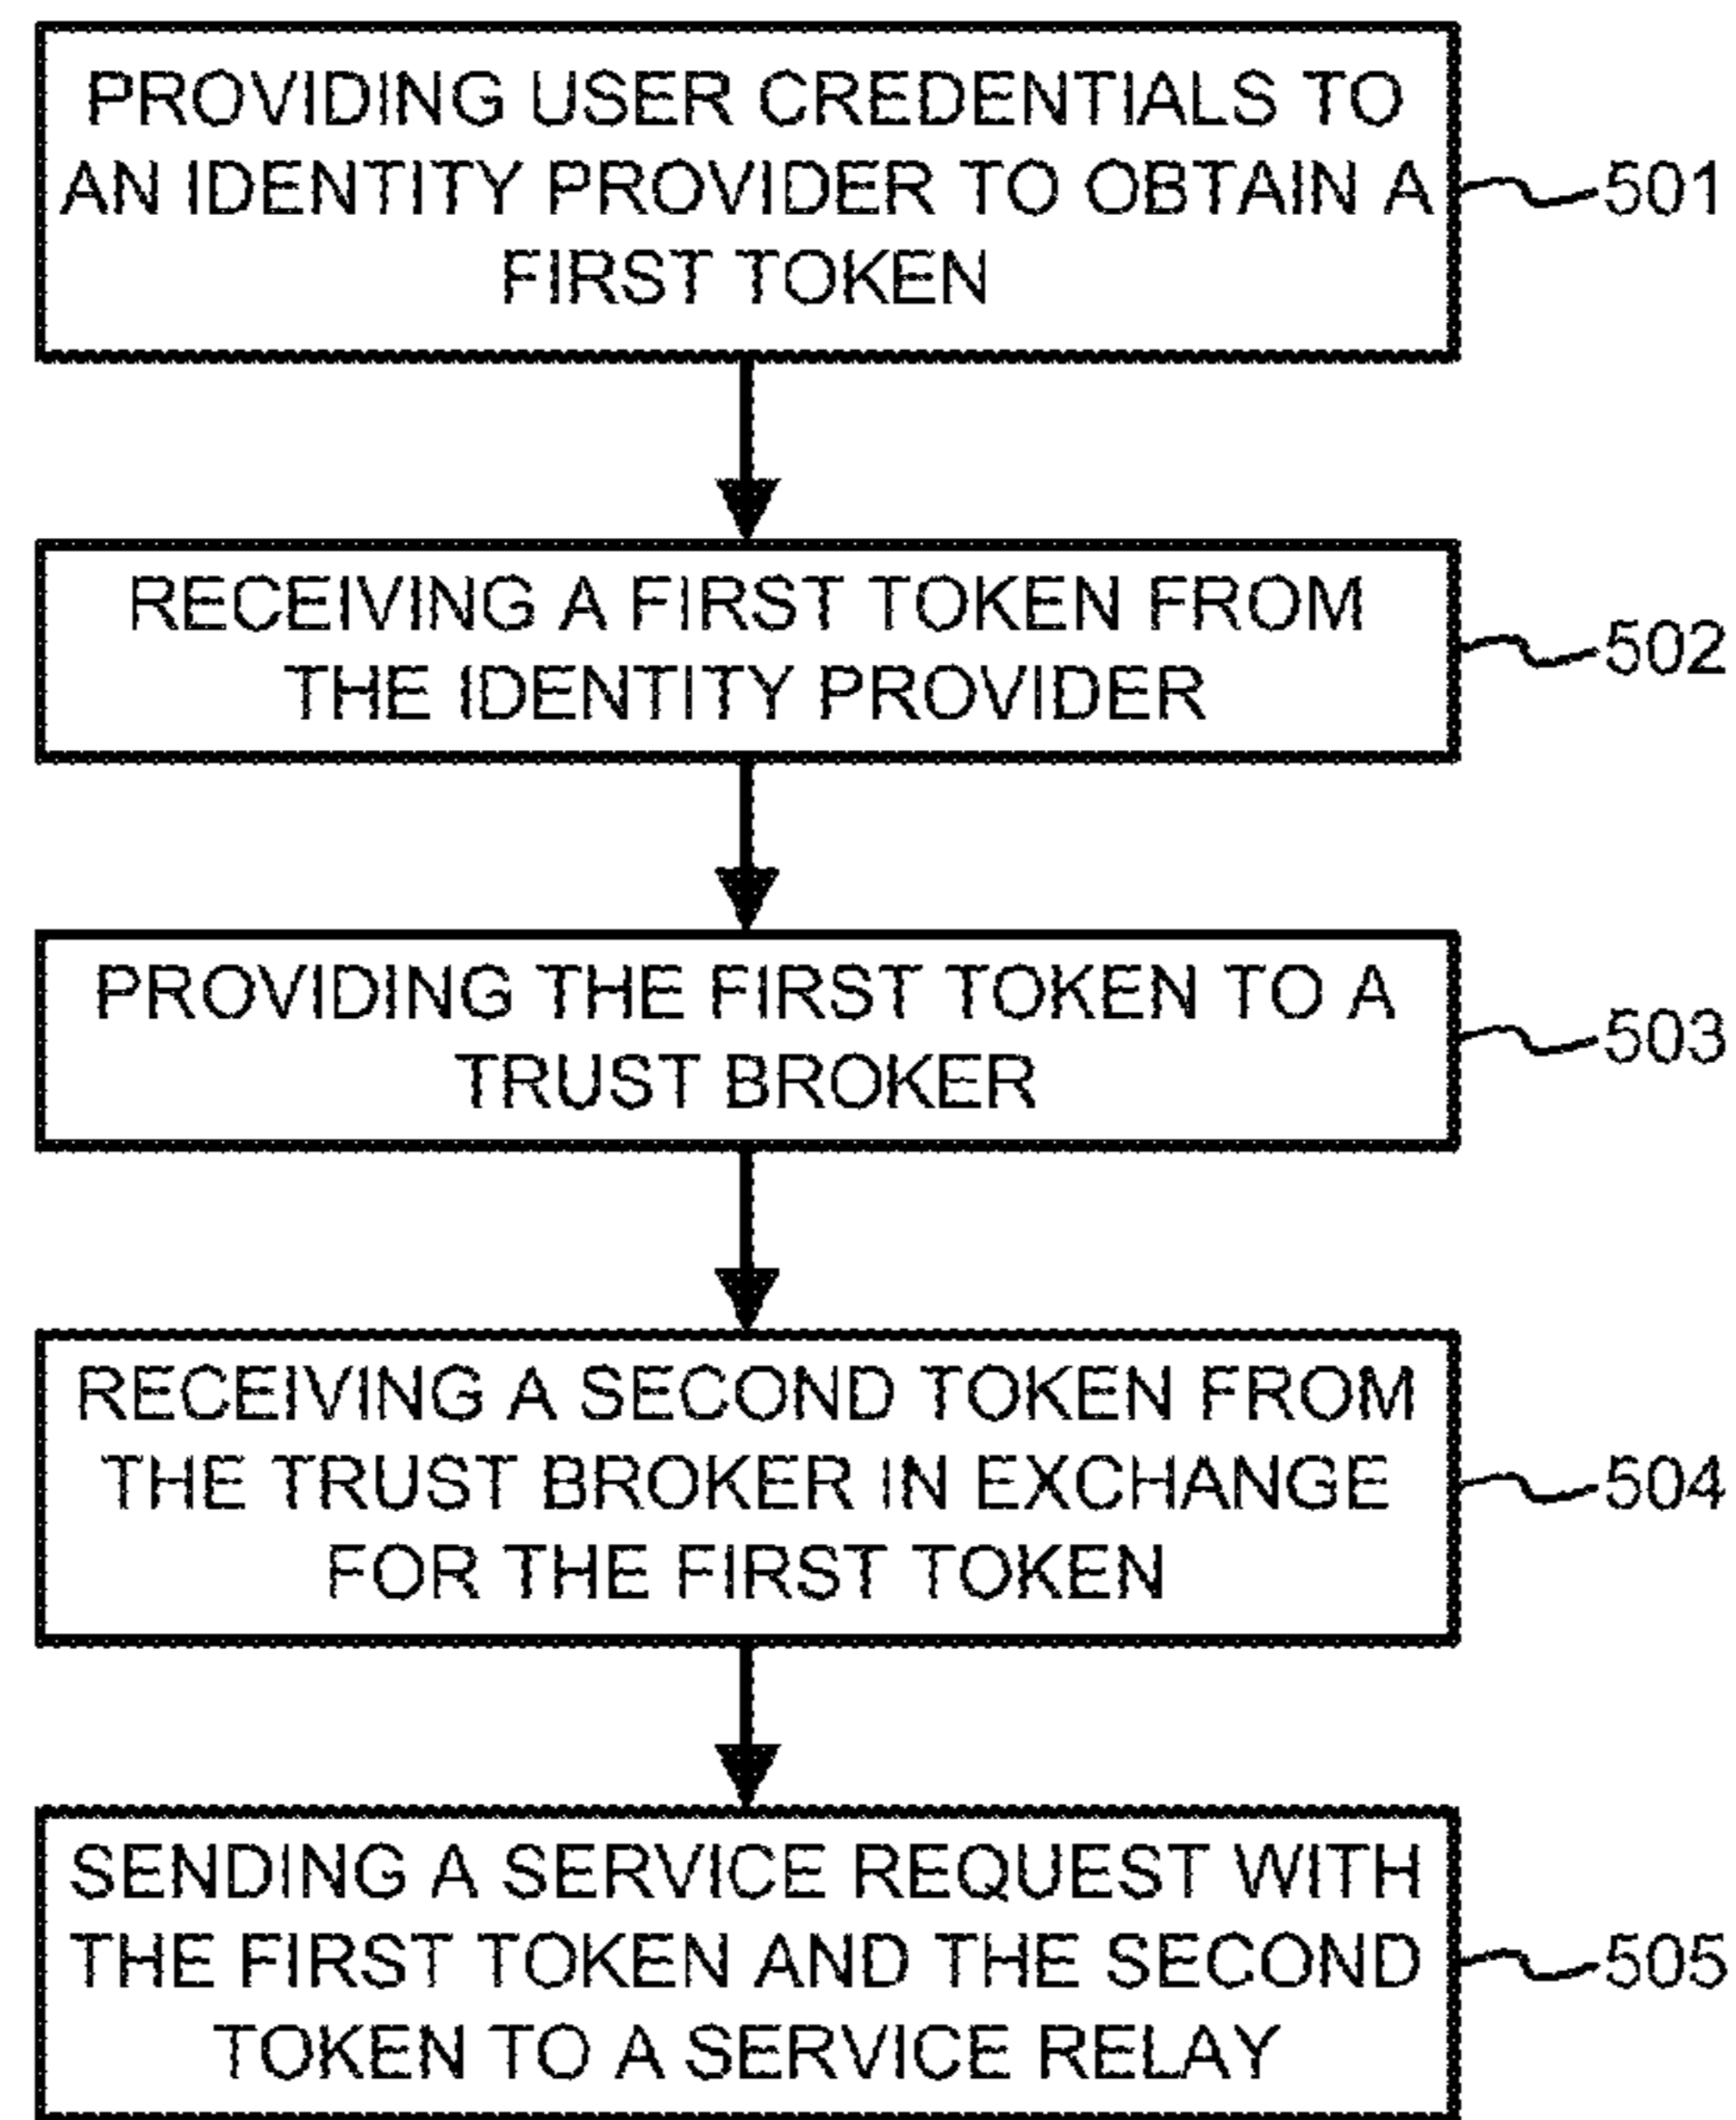 PROVIDING USER CREDENTIALS TO
AN IDENTITY PROVIDER TO OBTAIN A
FIRST TOKEN
501
RECEIVING A FIRST TOKEN FROM
THE IDENTITY PROVIDER
502
PROVIDING THE FIRST TOKEN TO A
TRUST BROKER
503
RECEIVING A SECOND TOKEN FROM
THE TRUST BROKER IN EXCHANGE
FOR THE FIRST TOKEN
504
SENDING A SERVICE REQUEST WITH
THE FIRST TOKEN AND THE SECOND
TOKEN TO A SERVICE RELAY
505